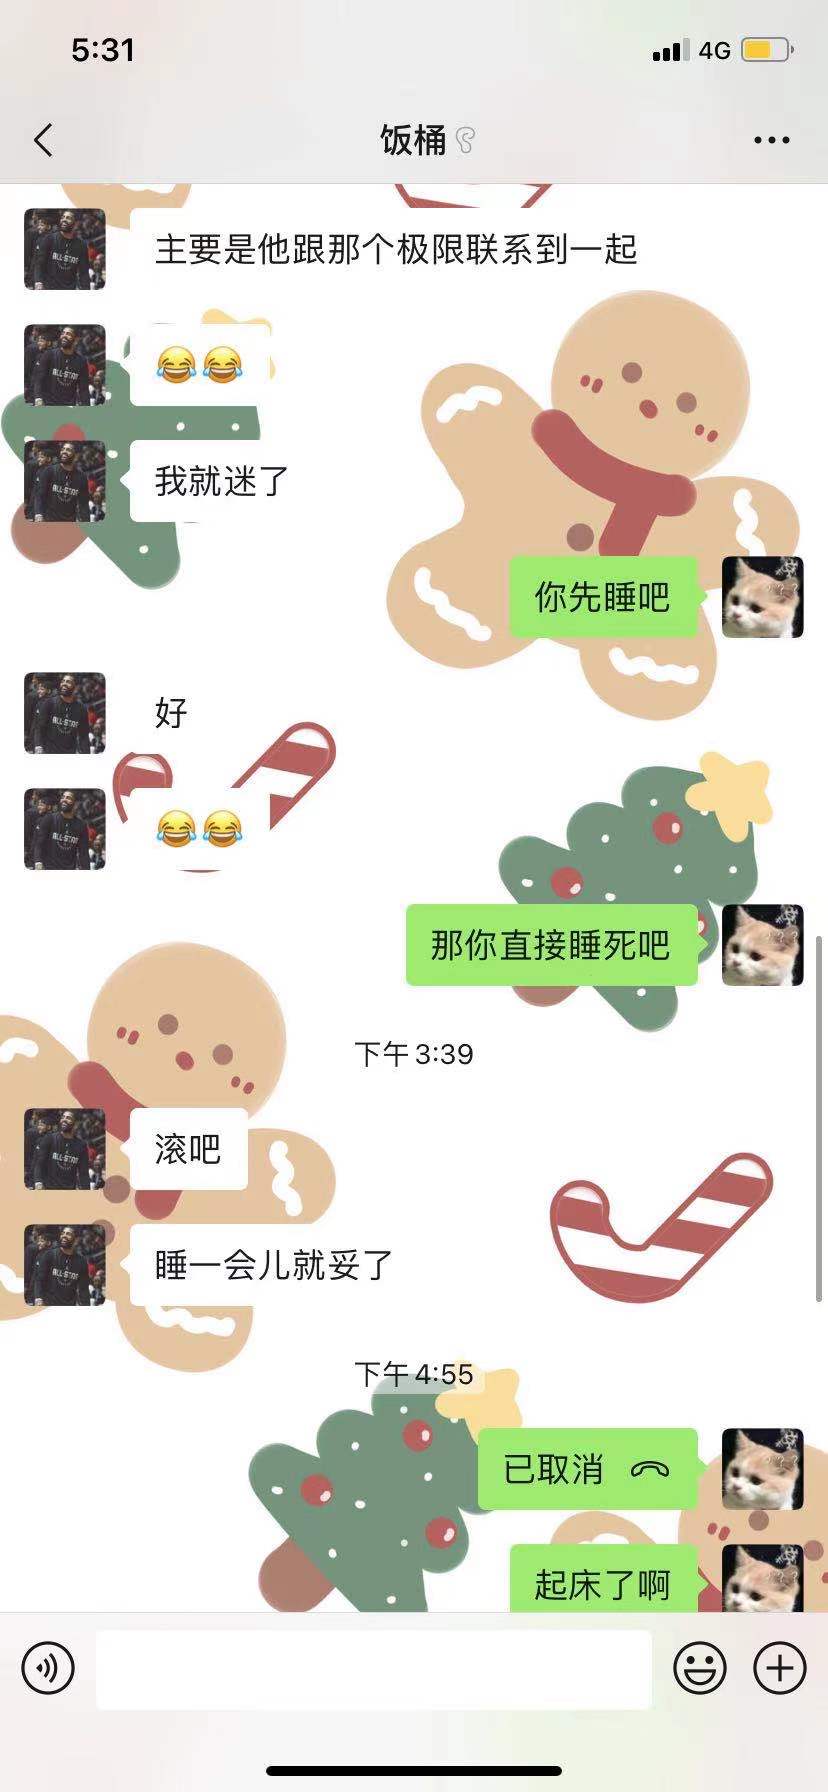 5:31
4G
饭桶
主要是他跟那个极限联系到一起
😂😂
我就迷了
你先睡吧
好
😂😂
那你直接睡死吧
下午3:39
滚吧
睡一会儿就妥了
下午4:55
已取消
起床了啊